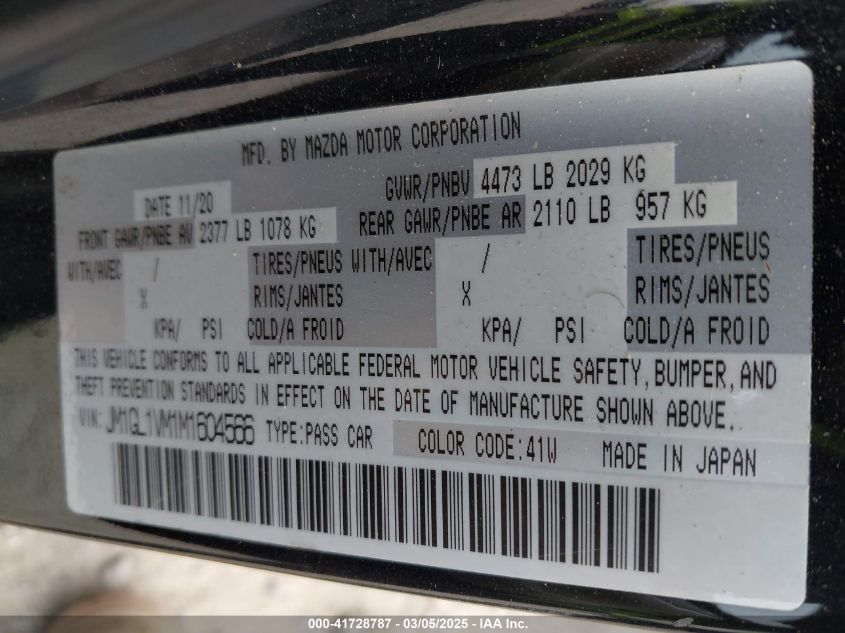 MFD. BY MAZDA MOTOR CORPORATION
DATE 11/20 GVWR/PNBV 4473 LB 2029 KG
FRONT GAWR/PNBE AV 2377 LB 1078 KG REAR GAWR/PNBE AR 2110 LB 957 KG
WITH/AVEC / TIRES/PNEUS WITH/AVEC / TIRES/PNEUS
X RIMS/JANTES X RIMS/JANTES
KPA/ PSI COLD/A FROID KPA/ PSI COLD/A FROID
THIS VEHICLE CONFORMS TO ALL APPLICABLE FEDERAL MOTOR VEHICLE SAFETY, BUMPER, AND
THEFT PREVENTION STANDARDS IN EFFECT ON THE DATE OF MANUFACTURE SHOWN ABOVE.
VIN: JM1GL1VM1M1604566 TYPE:PASS CAR COLOR CODE:41W MADE IN JAPAN
000-41728787 - 03/05/2025 - IAA Inc.